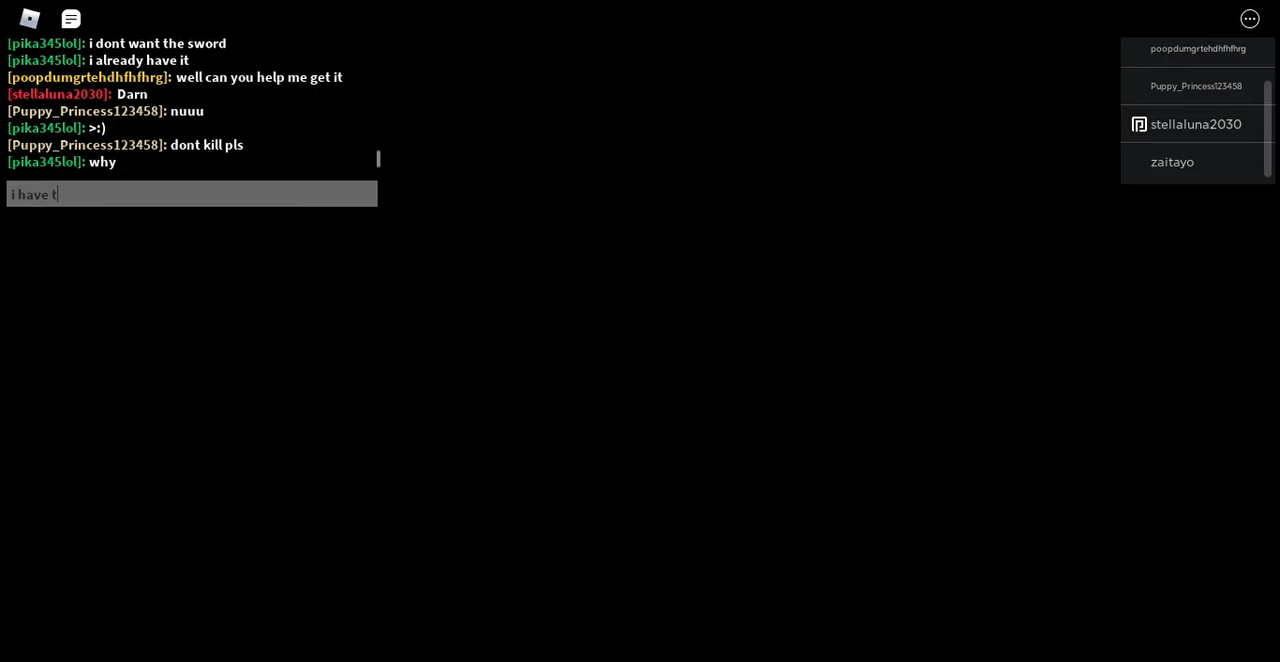 [pika345lol]: i dont want the sword
[pika345lol]: i already have it
[poopdumgrtehdhfhfhrg]: well can you help me get it
[stellaluna2030]: Darn
[Puppy_Princess123458]: nuuu
[pika345lol]: >:)
[Puppy_Princess123458]: dont kill pls
[pika345lol]: why
i have t
poopdumgrtehdhfhfhrg
Puppy_Princess123458
stellaluna2030
zaitayo